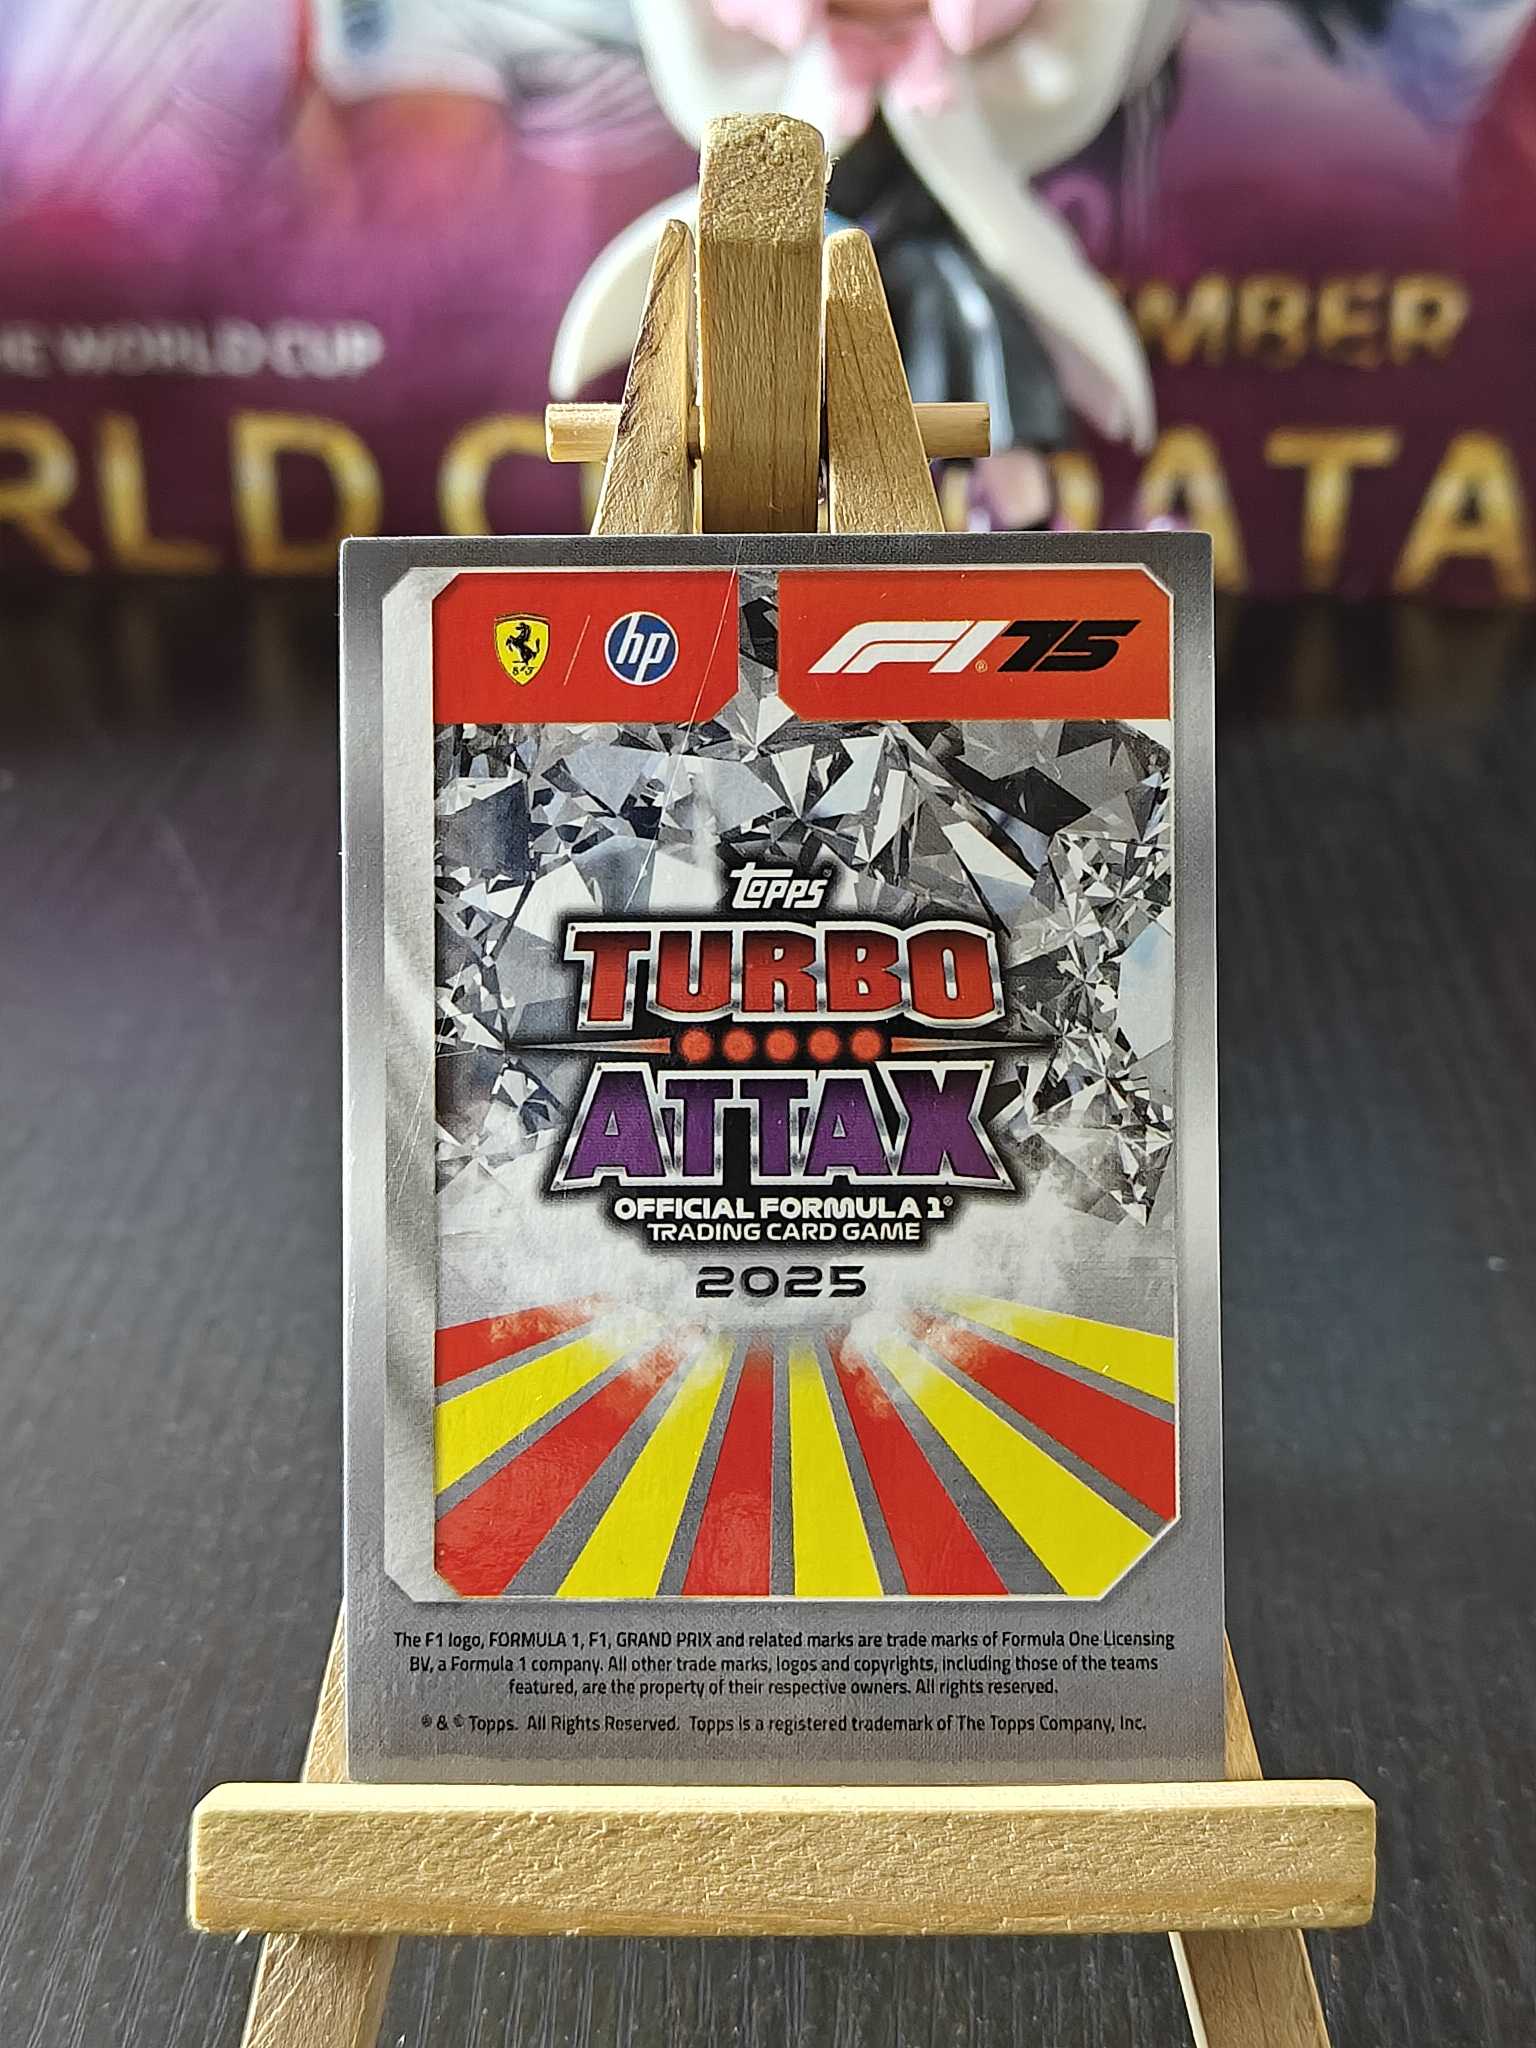 HE WORLD CUP
EMBER
RLD C
QATA
hp
F1® 75
topps
TURBO
ATTAX
OFFICIAL FORMULA 1®
TRADING CARD GAME
2025
The F1 logo, FORMULA 1, F1, GRAND PRIX and related marks are trade marks of Formula One Licensing
BV, a Formula 1 company. All other trade marks, logos and copyrights, including those of the teams
featured, are the property of their respective owners. All rights reserved.
® & © Topps. All Rights Reserved. Topps is a registered trademark of The Topps Company, Inc.